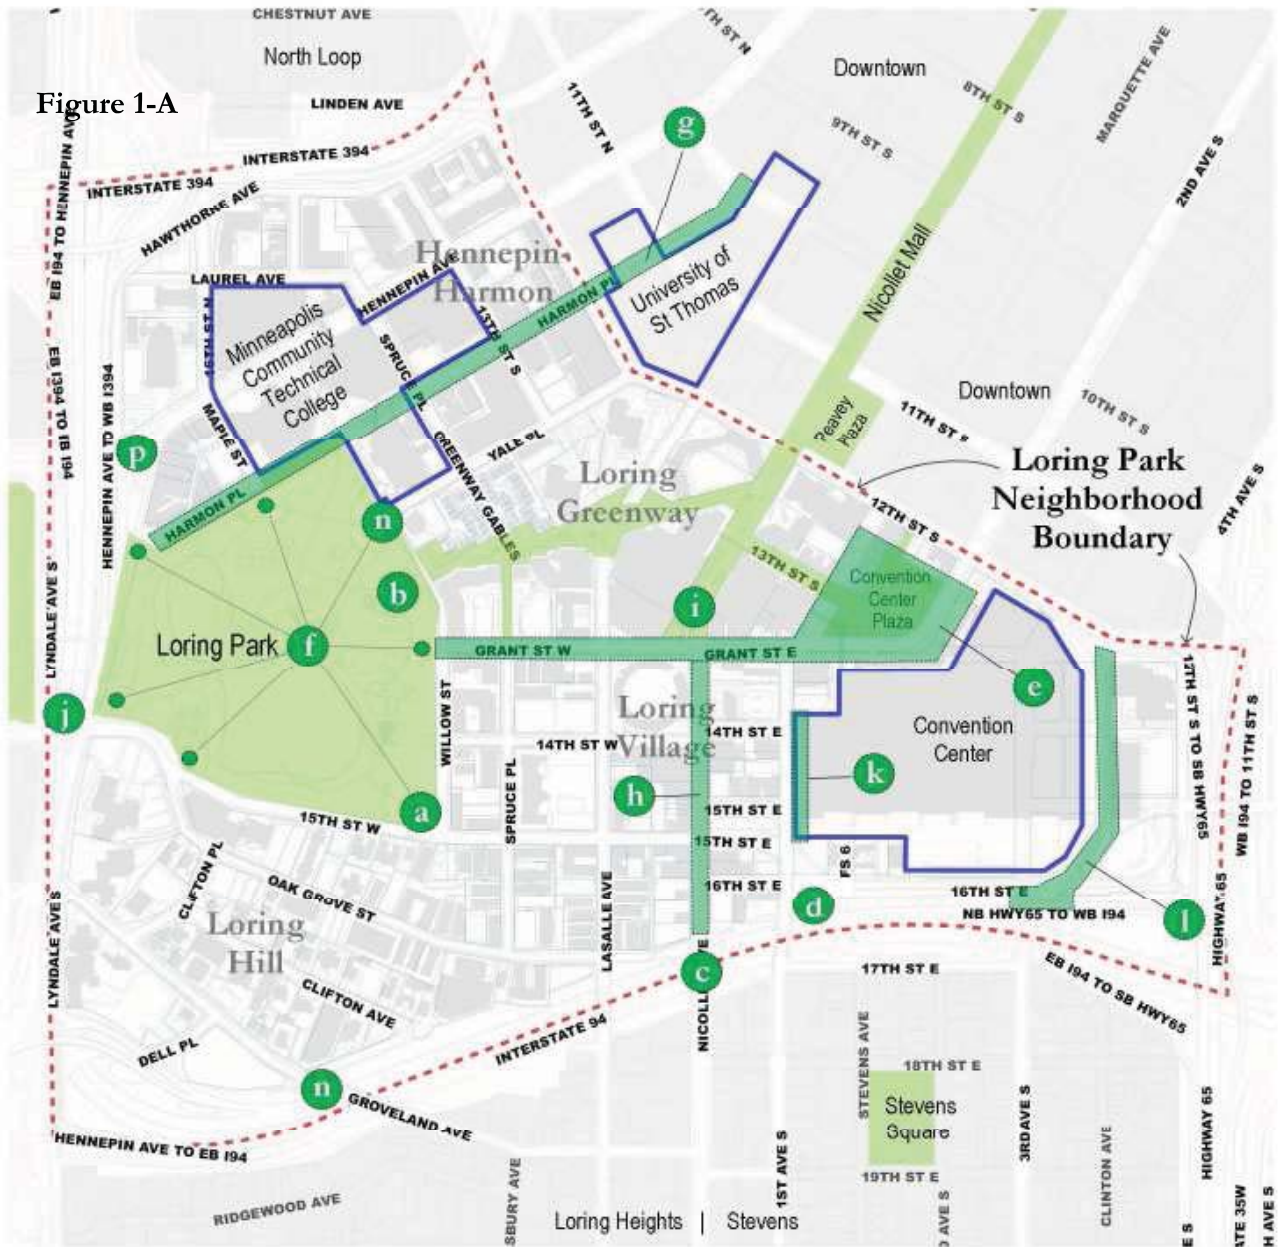 CHESTNUT AVE
North Loop
Figure 1-A
LINDEN AVE
INTERSTATE 394
INTERSTATE 394
HAWTHORNE AVE
LAUREL AVE
HENNEPIN AVE
EB I94 TO HENNEPIN AVE
11TH ST N
g
Downtown
8TH ST S
9TH ST S
MARQUETTE AVE
2ND AVE S
Nicollet Mall
Hennepin-
Harmon
HARMON PL
University of
St Thomas
Minneapolis
Community
Technical
College
13TH ST S
SPRUCE PL
MAPLE ST
EB I394 TO IB I94
HENNEPIN AVE TO WB I394
p
HARMON PL
n
GREENWAY GABLES
YALE PL
Peavey
Plaza
Downtown
11TH ST
10TH ST S
4TH AVE S
Loring Park
Neighborhood
Boundary
12TH ST S
Loring
Greenway
13TH ST S
Convention
Center
Plaza
b
i
LYNDALE AVE S
Loring Park
f
GRANT ST W
GRANT ST E
e
j
WILLOW ST
Loring
Village
14TH ST W
14TH ST E
Convention
Center
12TH ST S TO SB HWY65
WB I94 TO 11TH ST S
h
k
a
15TH ST W
SPRUCE PL
15TH ST E
15TH ST E
16TH ST E
FS 6
d
16TH ST E
NB HWY65 TO WB I94
l
HIGHWAY 65
CLIFTON PL
OAK GROVE ST
Loring
Hill
LASALLE AVE
LYNDALE AVE S
CLIFTON AVE
c
17TH ST E
EB I94 TO SB HWY65
INTERSTATE 94
DELL PL
n
GROVELAND AVE
HENNEPIN AVE TO EB I94
STEVENS AVE
18TH ST E
Stevens
Square
19TH ST E
3RD AVE S
CLINTON AVE
HIGHWAY 65
1ST AVE S
RIDGEWOOD AVE
Loring Heights | Stevens